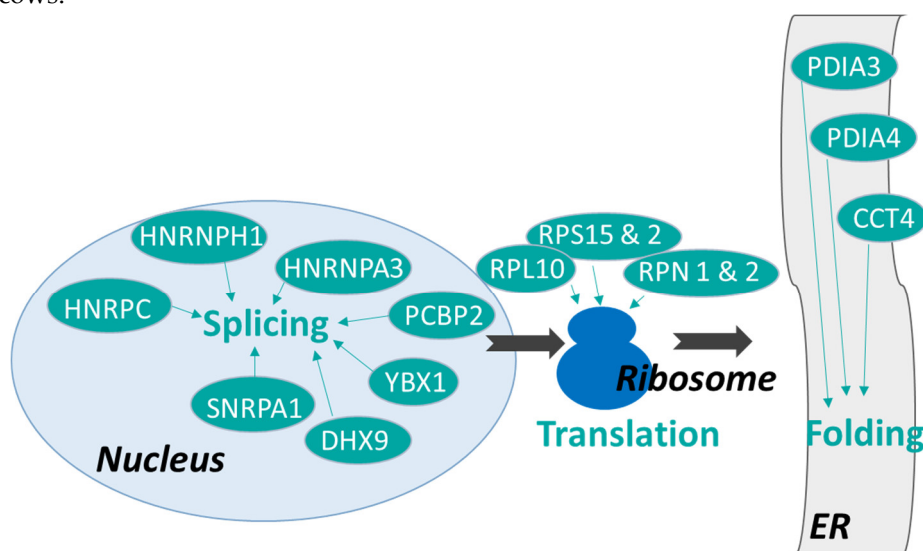 cows.
PDIA3
PDIA4
CCT4
HNRNPH1
HNRNPA3
HNRPC
Splicing
PCBP2
YBX1
SNRPA1
DHX9
Nucleus
RPS15 & 2
RPL10
RPN 1 & 2
Ribosome
Translation
Folding
ER